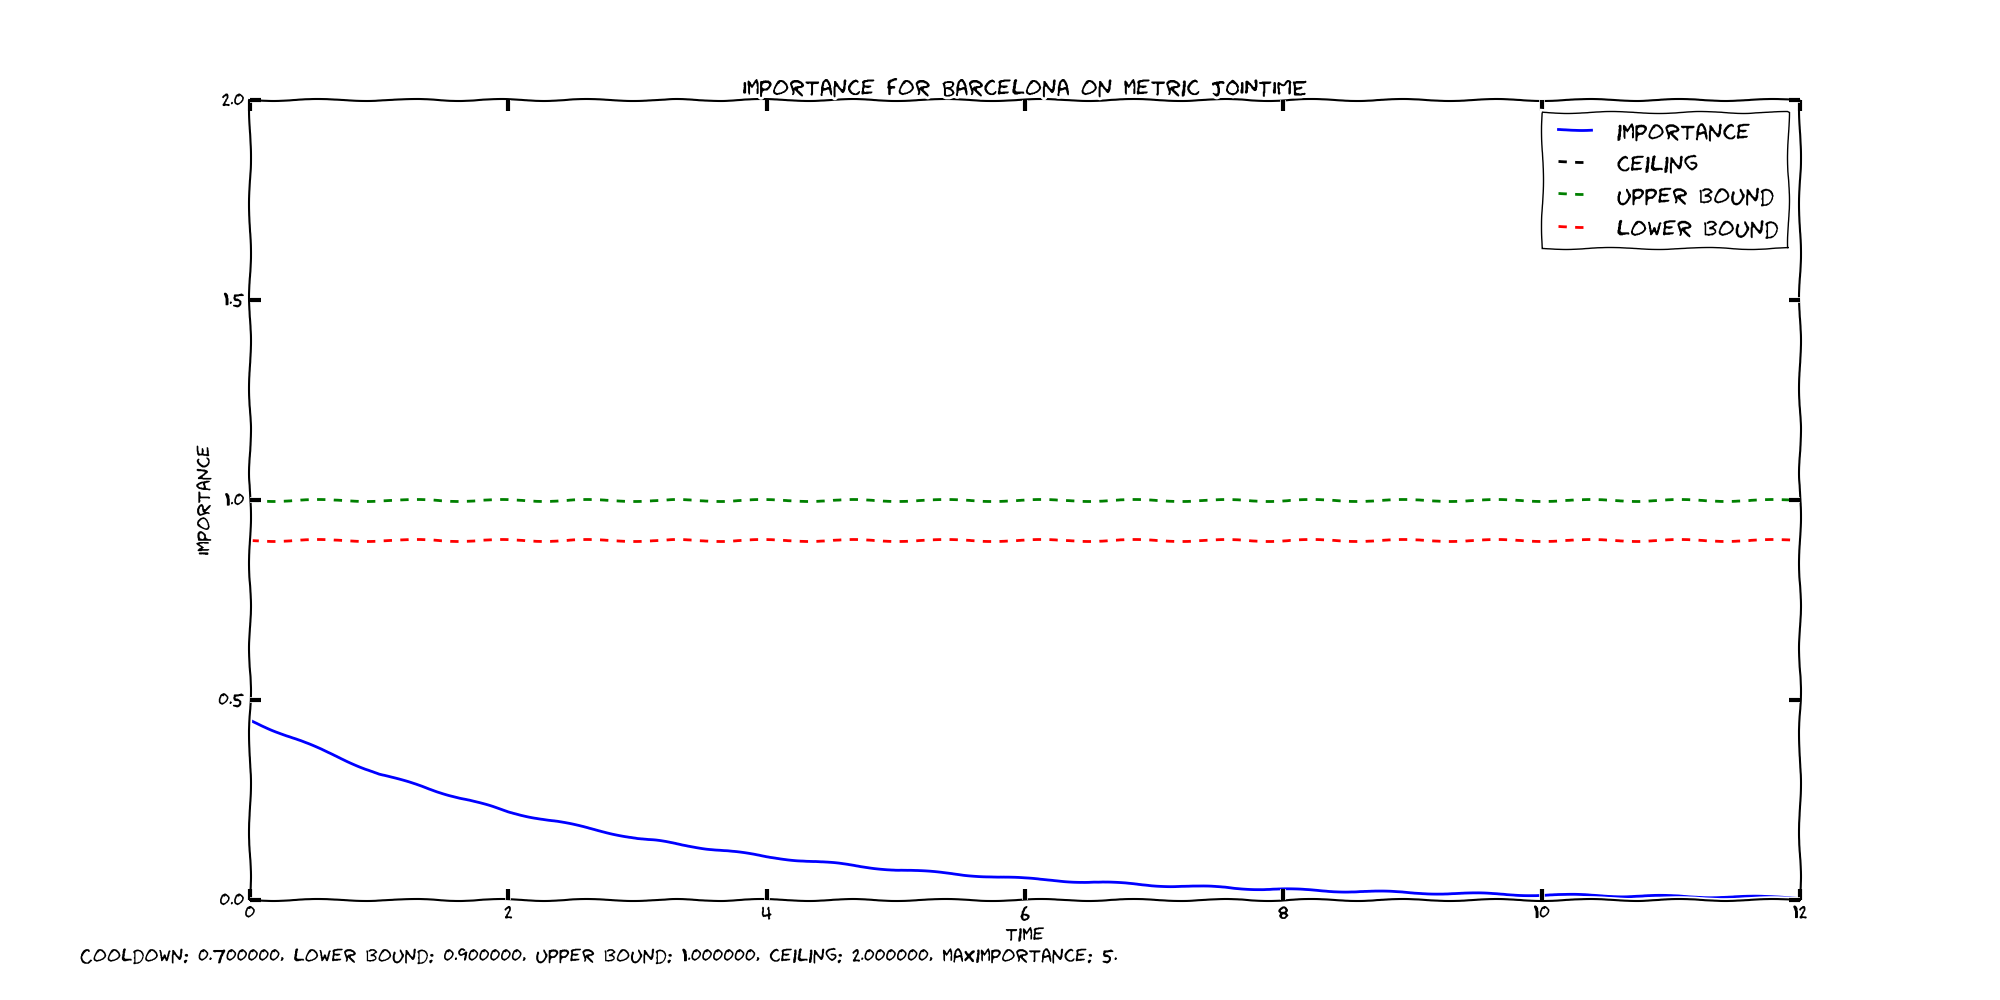 IMPORTANCE FOR BARCELONA ON METRIC JOINTIME
2.0
1.5
1.0
0.5
0.0
IMPORTANCE
IMPORTANCE
CEILING
UPPER BOUND
LOWER BOUND
0 2 4 6 8 10 12
TIME
COOLDOWN: 0.700000, LOWER BOUND: 0.900000, UPPER BOUND: 1.000000, CEILING: 2.000000, MAXIMPORTANCE: 5.